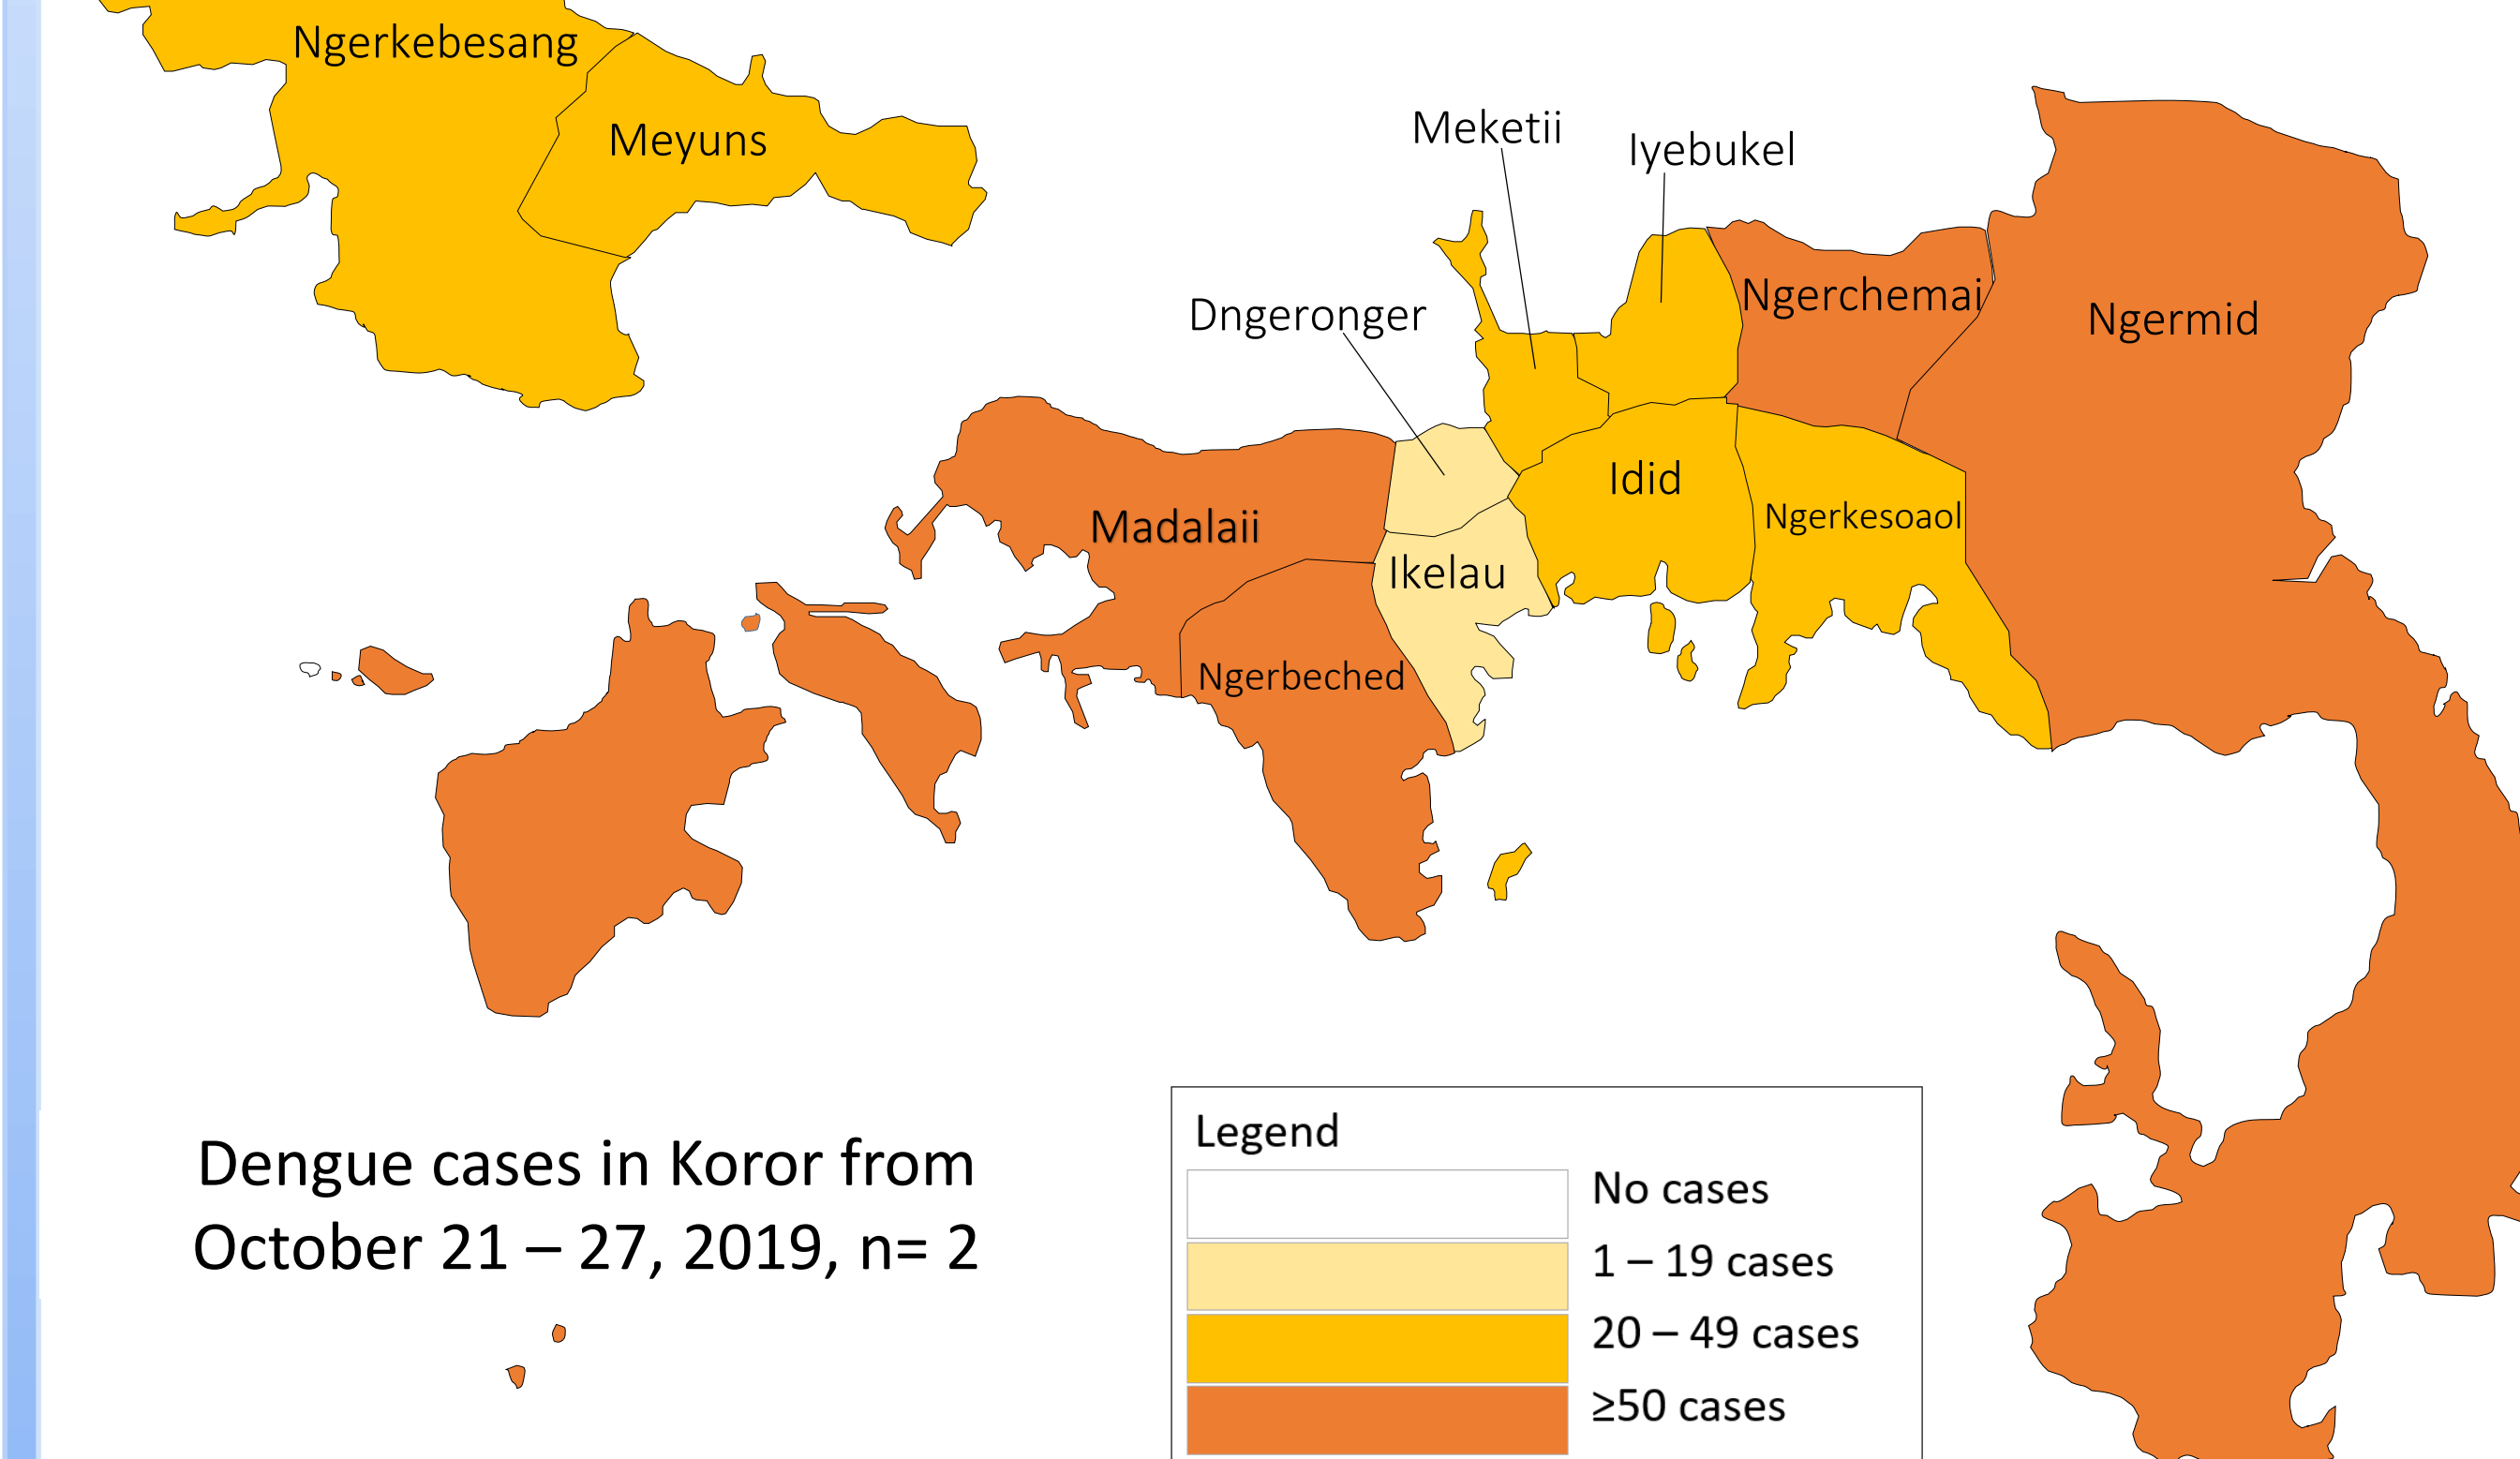 Ngerkebesang
Meyuns
Meketii
Iyebukel
Dngeronger
Ngerchemai
Ngermid
Madalaii
Idid
Ngerkesoaol
Ikelau
Ngerbeched
Dengue cases in Koror from
October 21 – 27, 2019, n= 2
Legend
No cases
1 – 19 cases
20 – 49 cases
≥50 cases